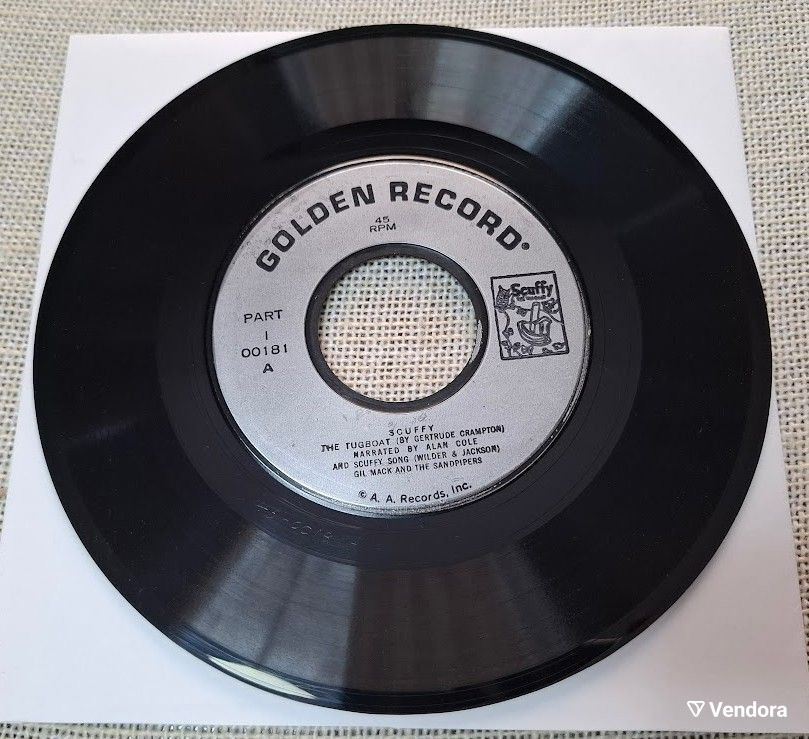 GOLDEN RECORD®
45
RPM
PART
I
00181
A
Scuffy
SCUFFY
THE TUGBOAT (BY GERTRUDE CRAMPTON)
NARRATED BY ALAN COLE
AND SCUFFY SONG (WILDER & JACKSON)
GIL MACK AND THE SANDPIPERS
© A. A. Records, Inc.
Vendora